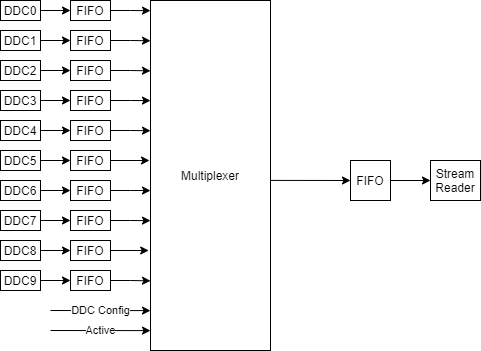 DDC0 FIFO
DDC1 FIFO
DDC2 FIFO
DDC3 FIFO
DDC4 FIFO
DDC5 FIFO
DDC6 FIFO
DDC7 FIFO
DDC8 FIFO
DDC9 FIFO
DDC Config
Active
Multiplexer
FIFO
Stream
Reader